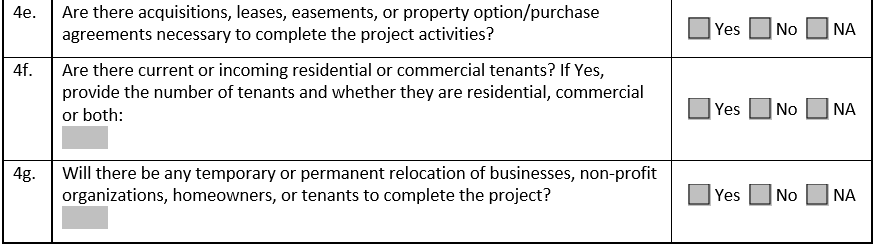 4e. Are there acquisitions, leases, easements, or property option/purchase
agreements necessary to complete the project activities?
Yes No NA
4f. Are there current or incoming residential or commercial tenants? If Yes,
provide the number of tenants and whether they are residential, commercial
or both:
Yes No NA
4g. Will there be any temporary or permanent relocation of businesses, non-profit
organizations, homeowners, or tenants to complete the project?
Yes No NA